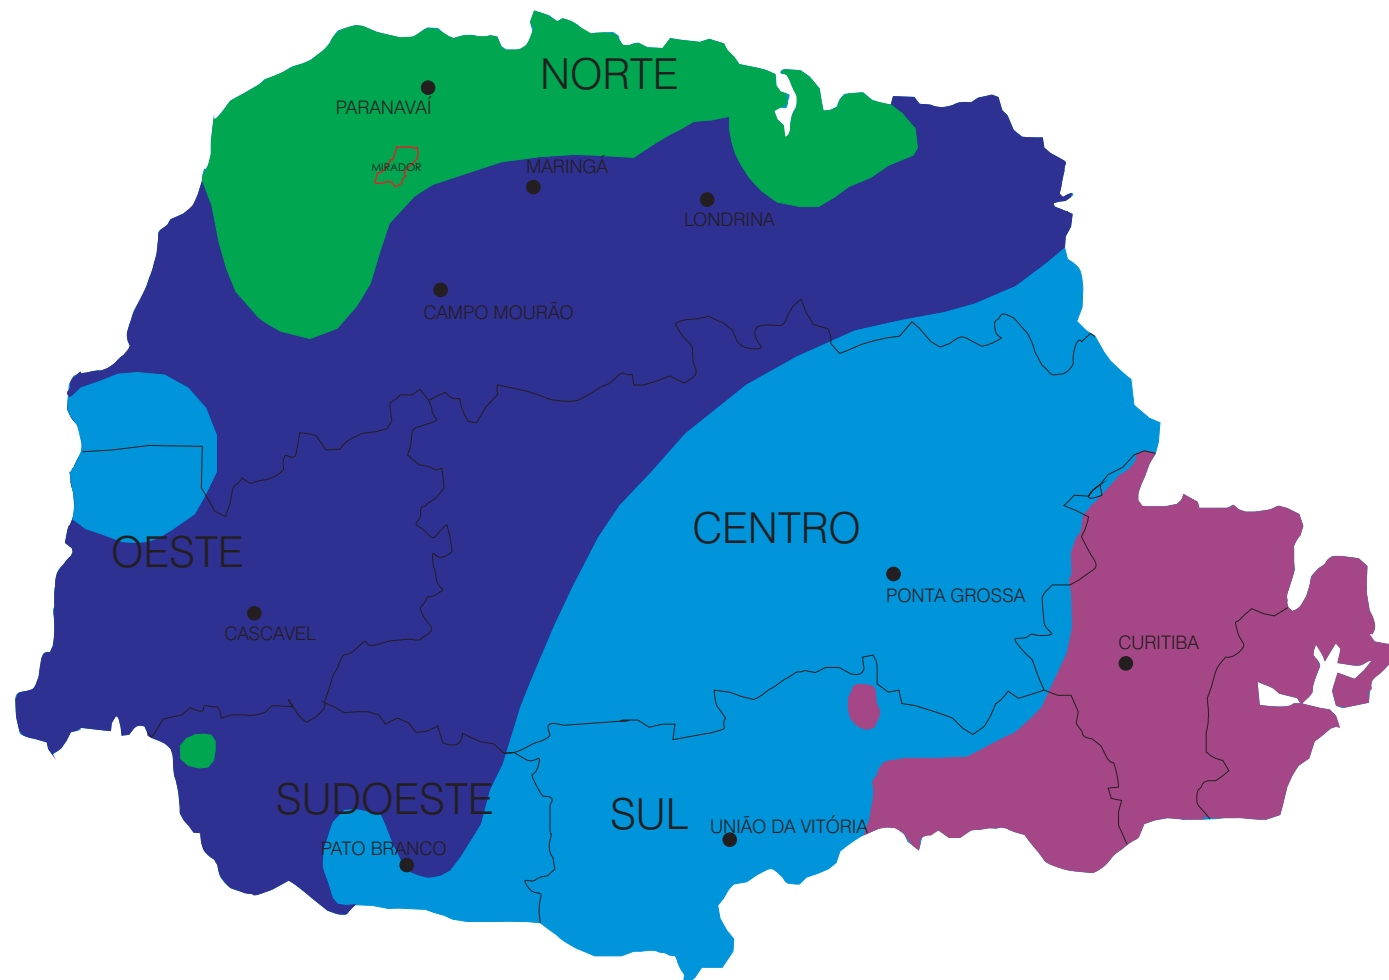 NORTE
PARANAVAÍ
MIRADOR
MARINGÁ
LONDRINA
CAMPO MOURÃO
CENTRO
OESTE
PONTA GROSSA
CASCAVEL
CURITIBA
SUDOESTE
SUL
UNIÃO DA VITÓRIA
PATO BRANCO